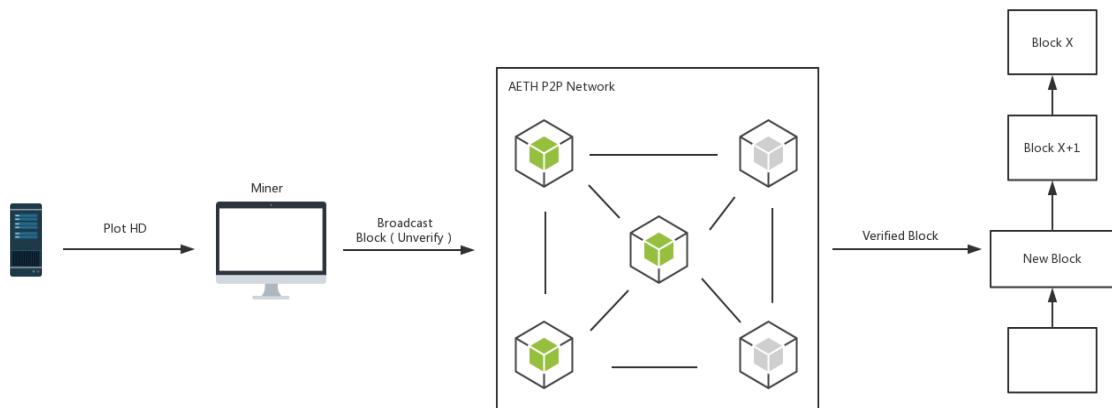 Plot HD
Miner
Broadcast
Block ( Unverify )
AETH P2P Network
Verified Block
Block X
Block X+1
New Block